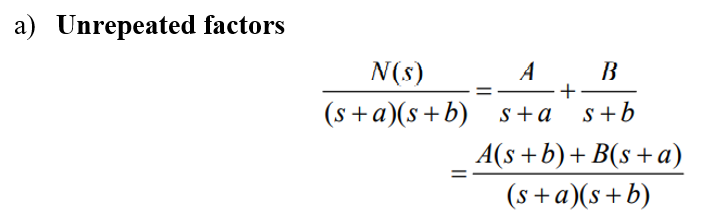 a) Unrepeated factors
N(s)/((s+a)(s+b)) = A/(s+a) + B/(s+b)
= (A(s+b)+B(s+a))/((s+a)(s+b))